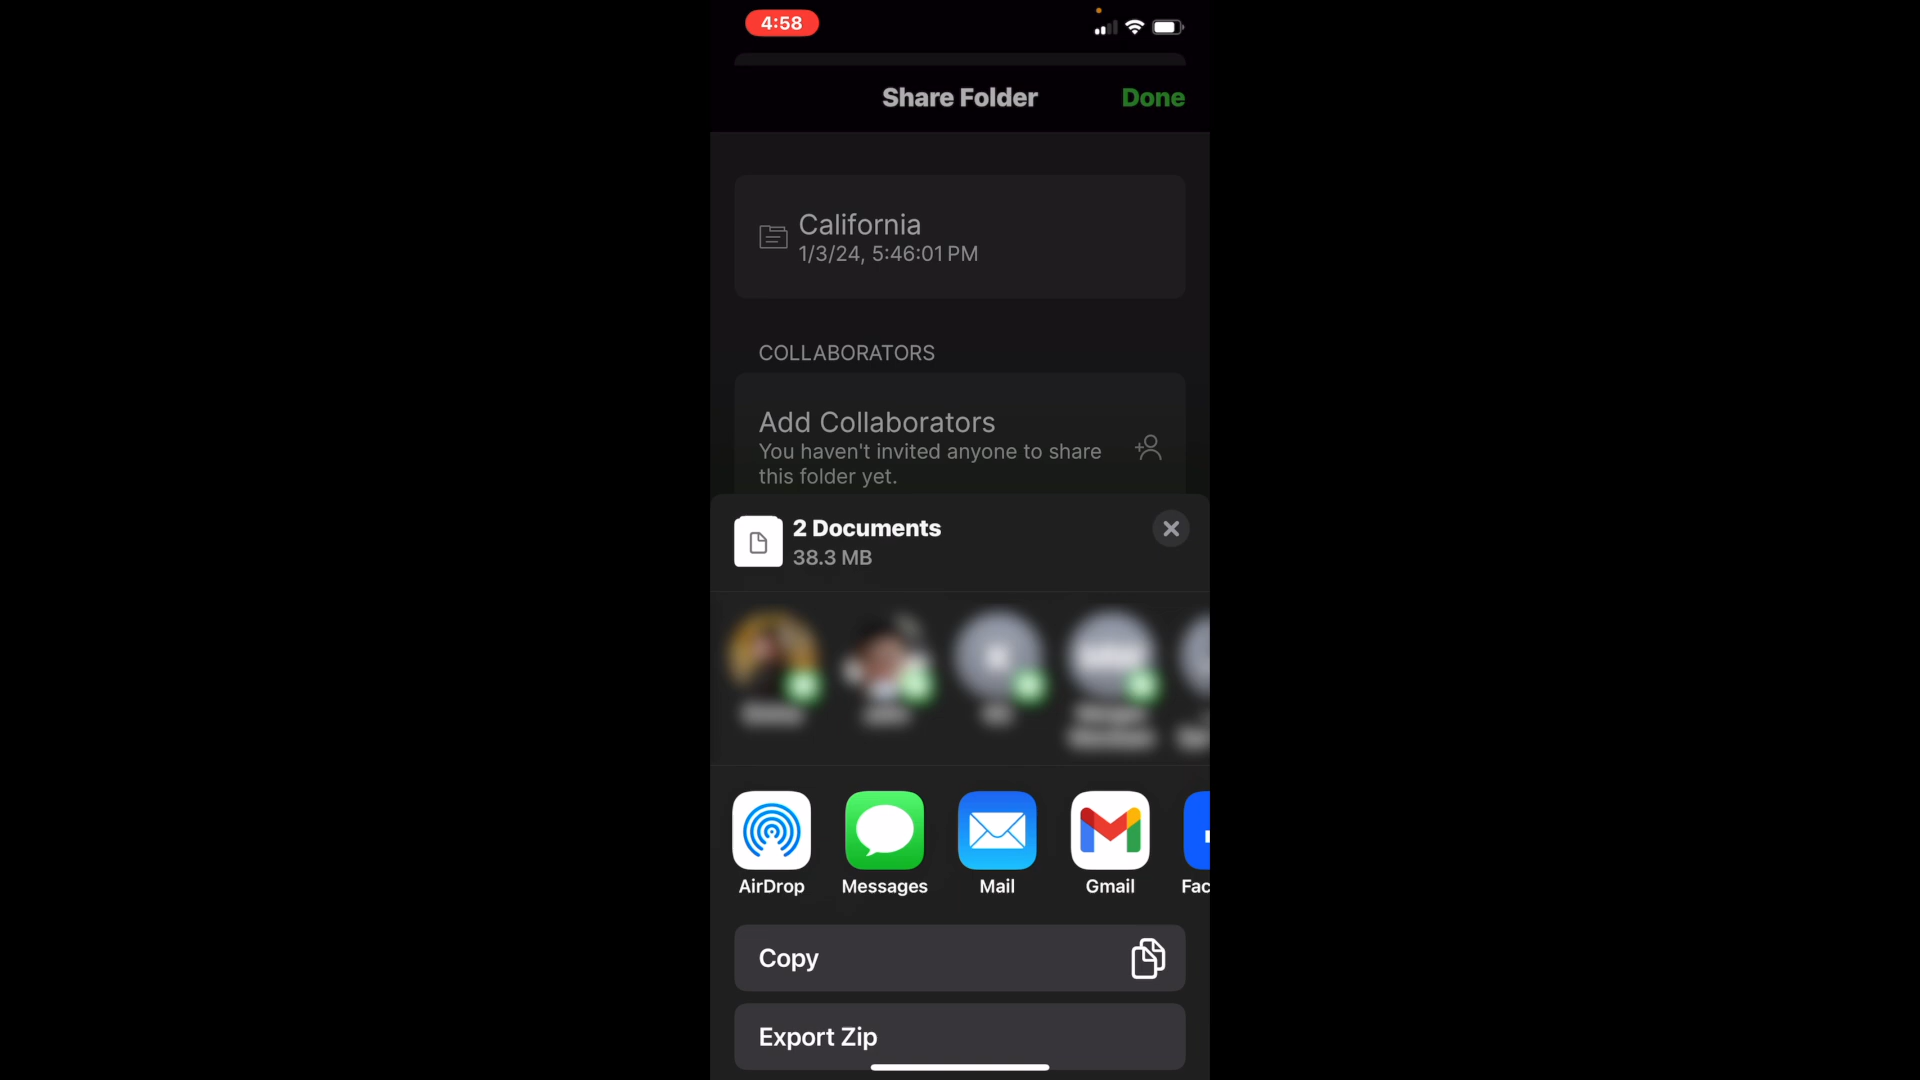 4:58
Share Folder
Done
California
1/3/24, 5:46:01 PM
COLLABORATORS
Add Collaborators
You haven't invited anyone to share
this folder yet.
2 Documents
38.3 MB
AirDrop
Messages
Mail
Gmail
Fac
Copy
Export Zip